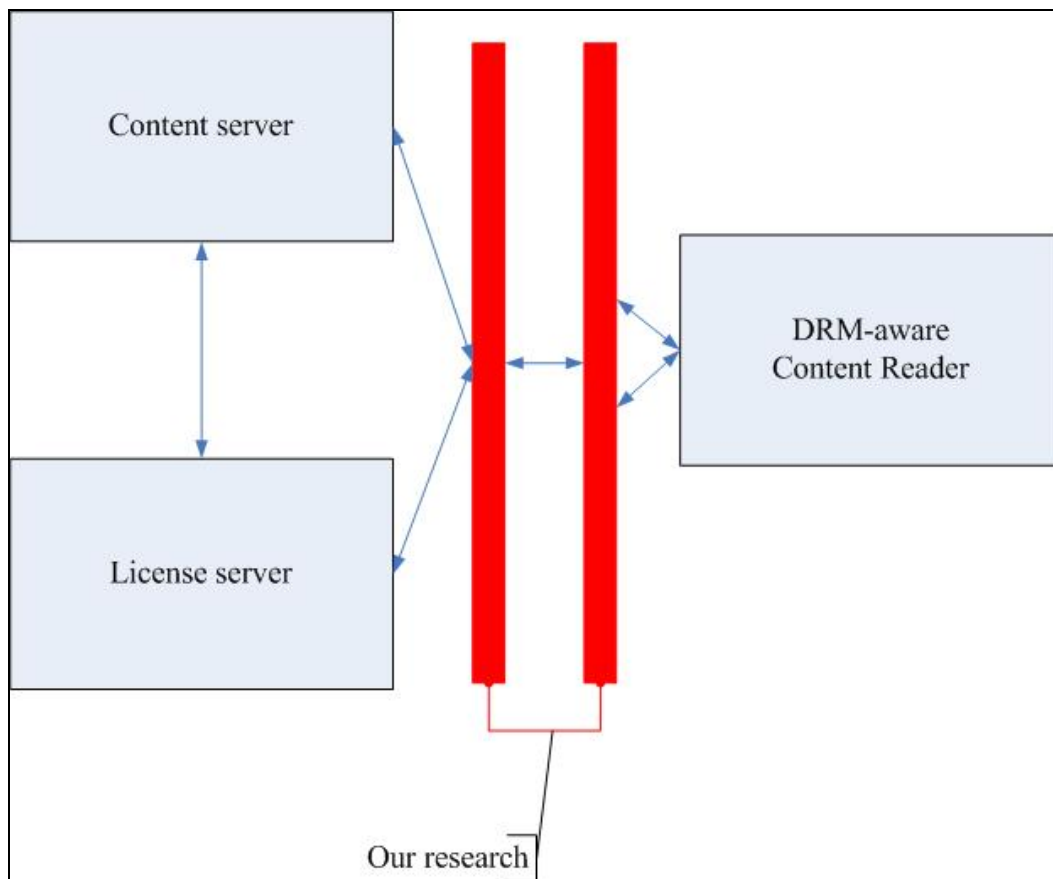 Content server
DRM-aware
Content Reader
License server
Our research